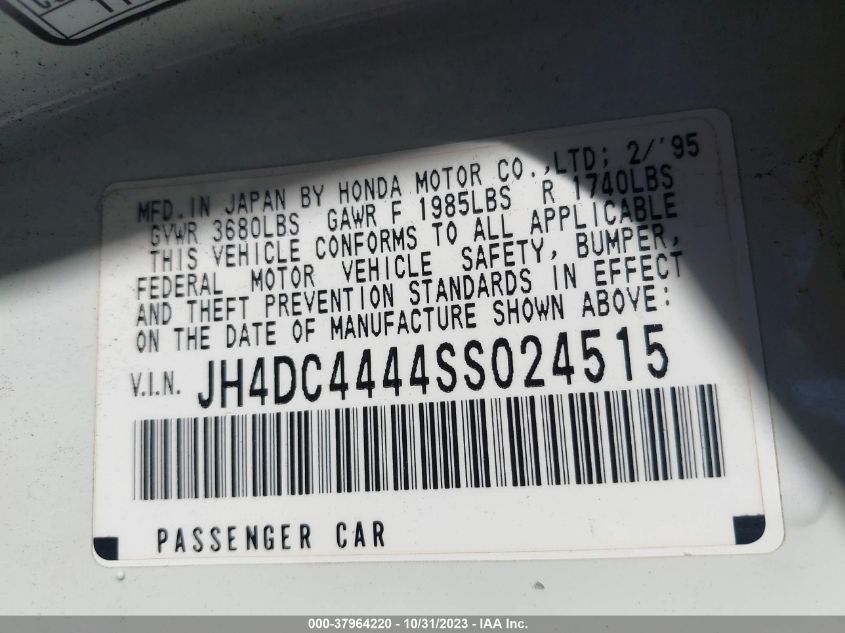 MFD. IN JAPAN BY HONDA MOTOR CO.,LTD; 2/'95
GVWR 3680LBS GAWR F 1985LBS R 1740LBS
THIS VEHICLE CONFORMS TO ALL APPLICABLE
FEDERAL MOTOR VEHICLE SAFETY, BUMPER,
AND THEFT PREVENTION STANDARDS IN EFFECT
ON THE DATE OF MANUFACTURE SHOWN ABOVE:
V.I.N. JH4DC4444SS024515
PASSENGER CAR
000-37964220 - 10/31/2023 - IAA Inc.